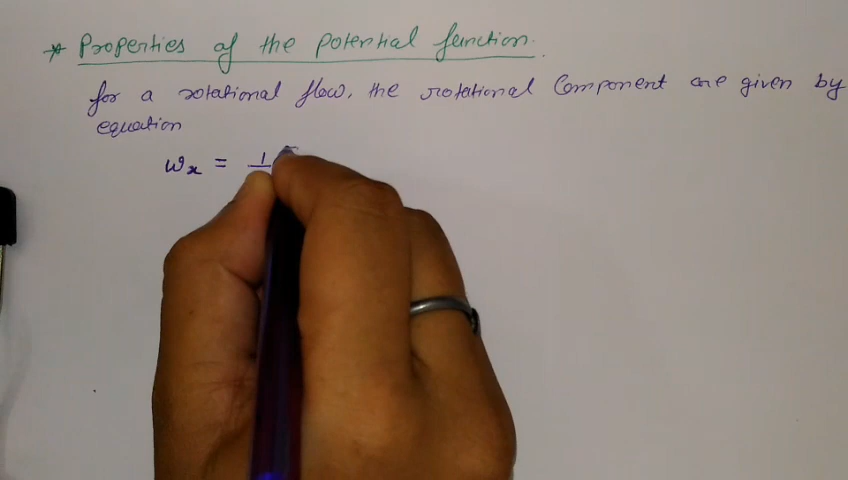 * Properties of the potential function.
for a rotational flow, the rotational Component are given by
equation
ωx = 1